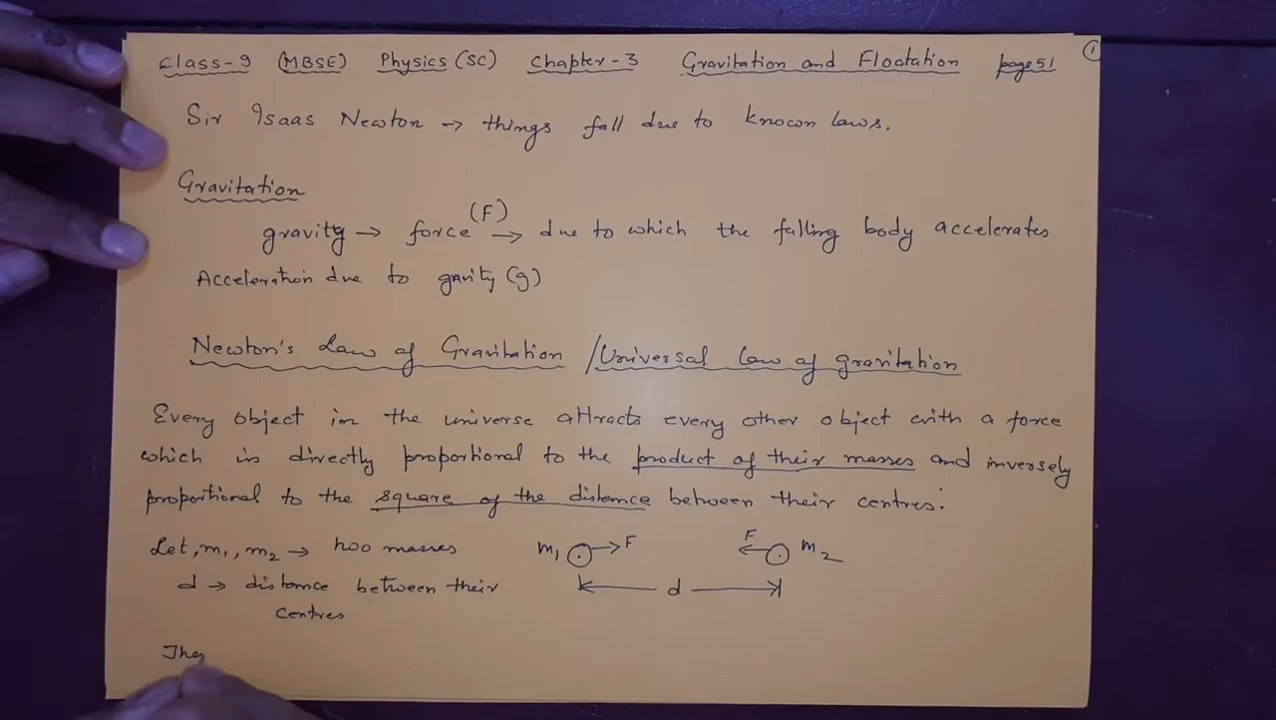 Class-9 (MBSE) Physics (SC) Chapter-3 Gravitation and Floatation page 51 1
Sir Isaas Newton → things fall due to known laws.
Gravitation
gravity → force (F) → due to which the falling body accelerates
Acceleration due to gavity (g)
Newton's Law of Gravitation / Universal law of gravitation
Every object in the universe attracts every other object with a force
which is directly proportional to the product of their masses and inversely
proportional to the square of the distance between their centres.
Let, m₁, m₂ → two masses
m₁ → F F ← m₂
d → distance between their
d
centres
The